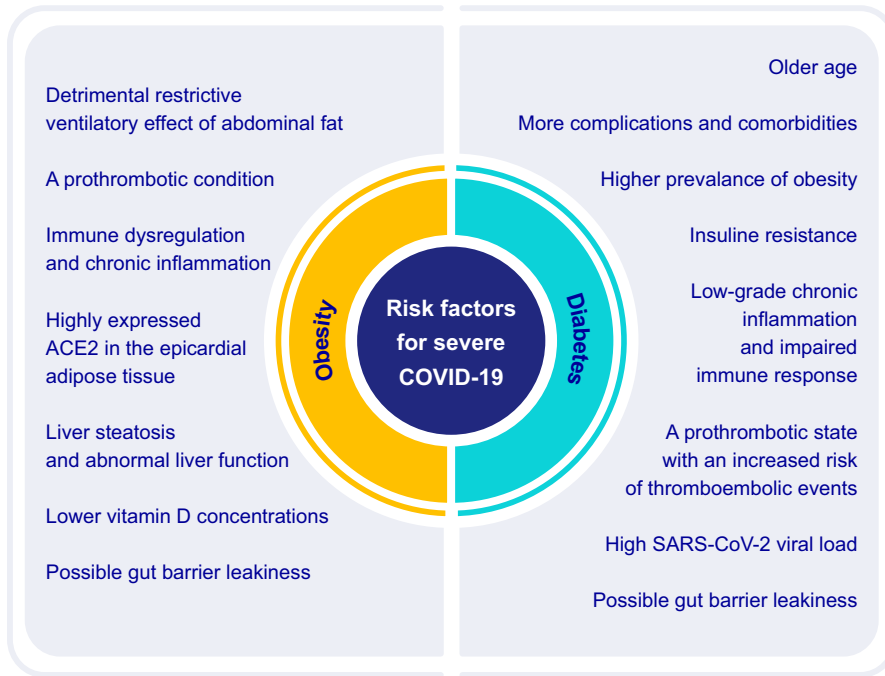 Detrimental restrictive
ventilatory effect of abdominal fat
A prothrombotic condition
Immune dysregulation
and chronic inflammation
Highly expressed
ACE2 in the epicardial
adipose tissue
Liver steatosis
and abnormal liver function
Lower vitamin D concentrations
Possible gut barrier leakiness
Obesity
Risk factors
for severe
COVID-19
Diabetes
Older age
More complications and comorbidities
Higher prevalance of obesity
Insuline resistance
Low-grade chronic
inflammation
and impaired
immune response
A prothrombotic state
with an increased risk
of thromboembolic events
High SARS-CoV-2 viral load
Possible gut barrier leakiness